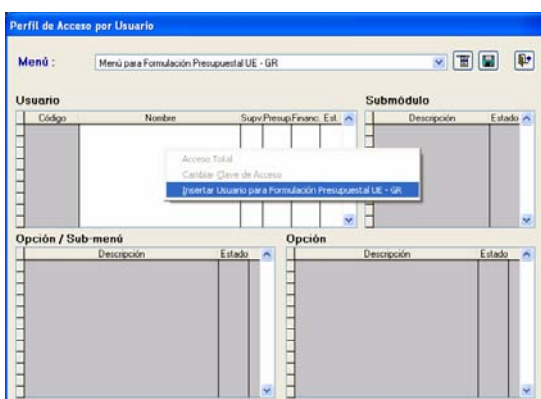 Perfil de Acceso por Usuario
Menú :
Menú para Formulación Presupuestal UE - GR
Usuario
Submódulo
Código Nombre Supv. Presup. Financ. Est.
Descripción Estado
Acceso Total
Cambiar Clave de Acceso
Insertar Usuario para Formulación Presupuestal UE - GR
Opción / Sub-menú
Opción
Descripción Estado
Descripción Estado